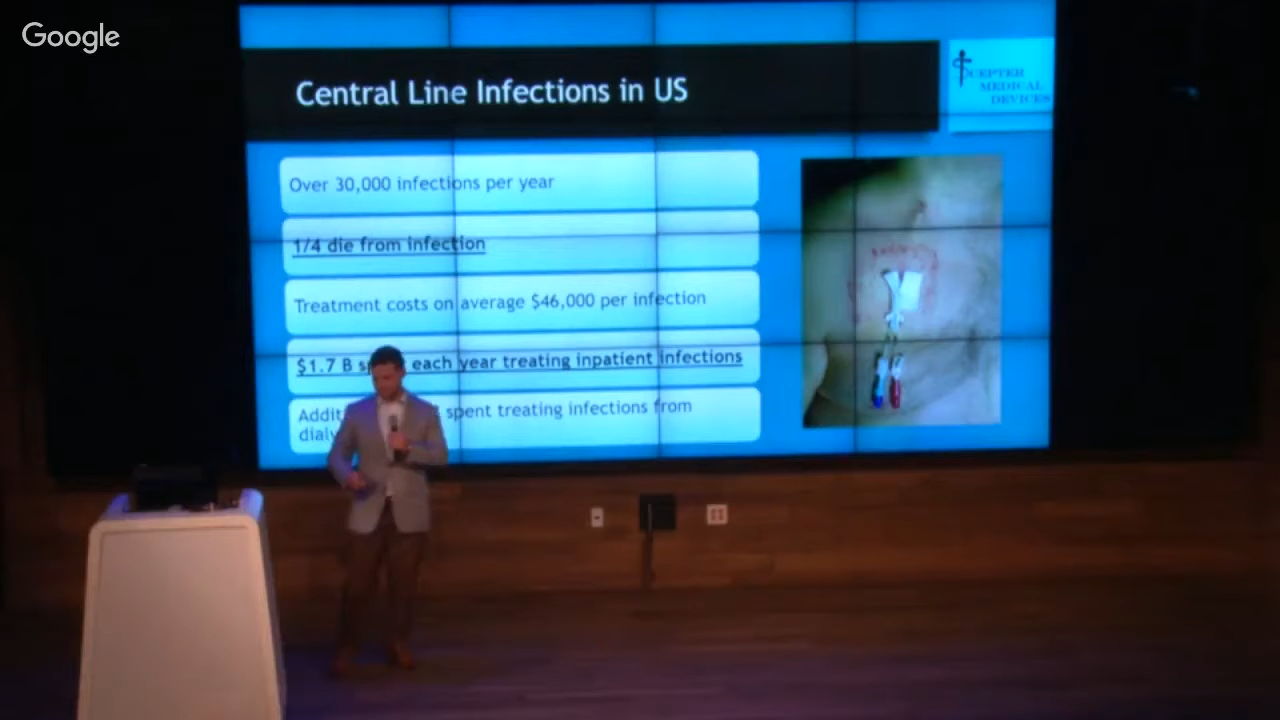 Google
Central Line Infections in US
CEPTER
MEDICAL
DEVICES
Over 30,000 infections per year
1/4 die from infection
Treatment costs on average $46,000 per infection
$1.7 B each year treating inpatient infections
spent treating infections from